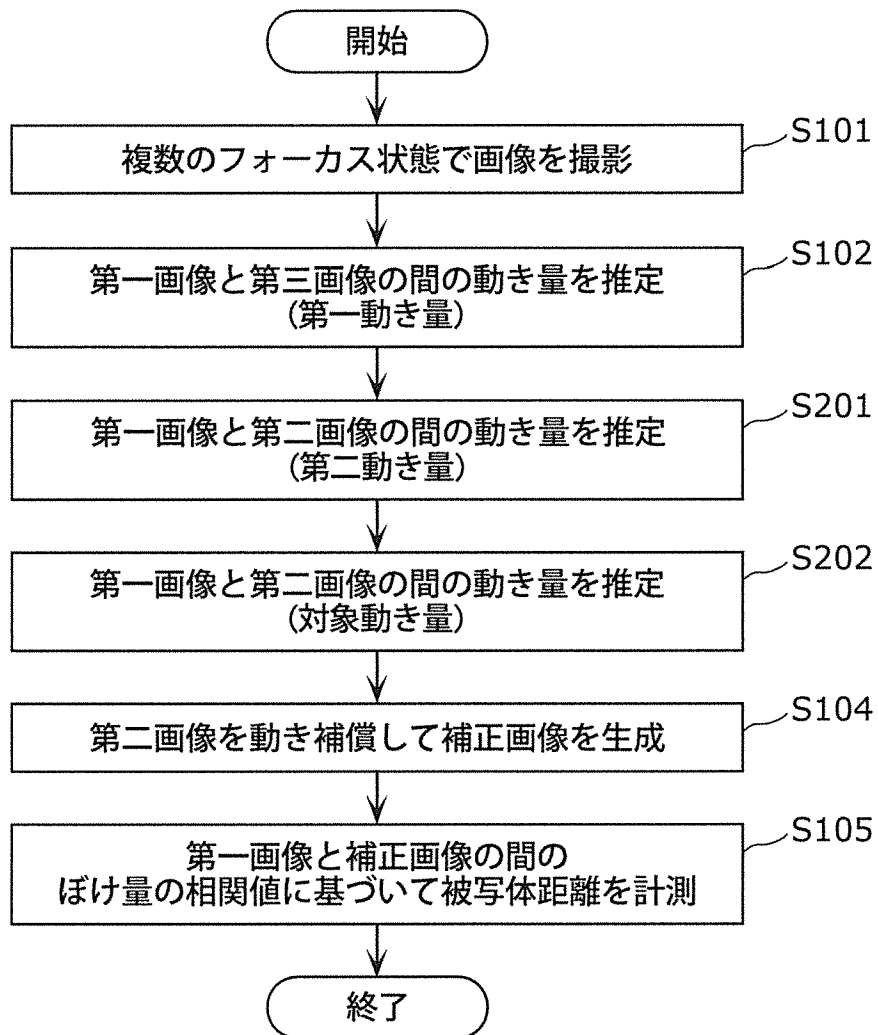 開始
複数のフォーカス状態で画像を撮影
S101
第一画像と第三画像の間の動き量を推定
(第一動き量)
S102
第一画像と第二画像の間の動き量を推定
(第二動き量)
S201
第一画像と第二画像の間の動き量を推定
(対象動き量)
S202
第二画像を動き補償して補正画像を生成
S104
第一画像と補正画像の間の
ぼけ量の相関値に基づいて被写体距離を計測
S105
終了